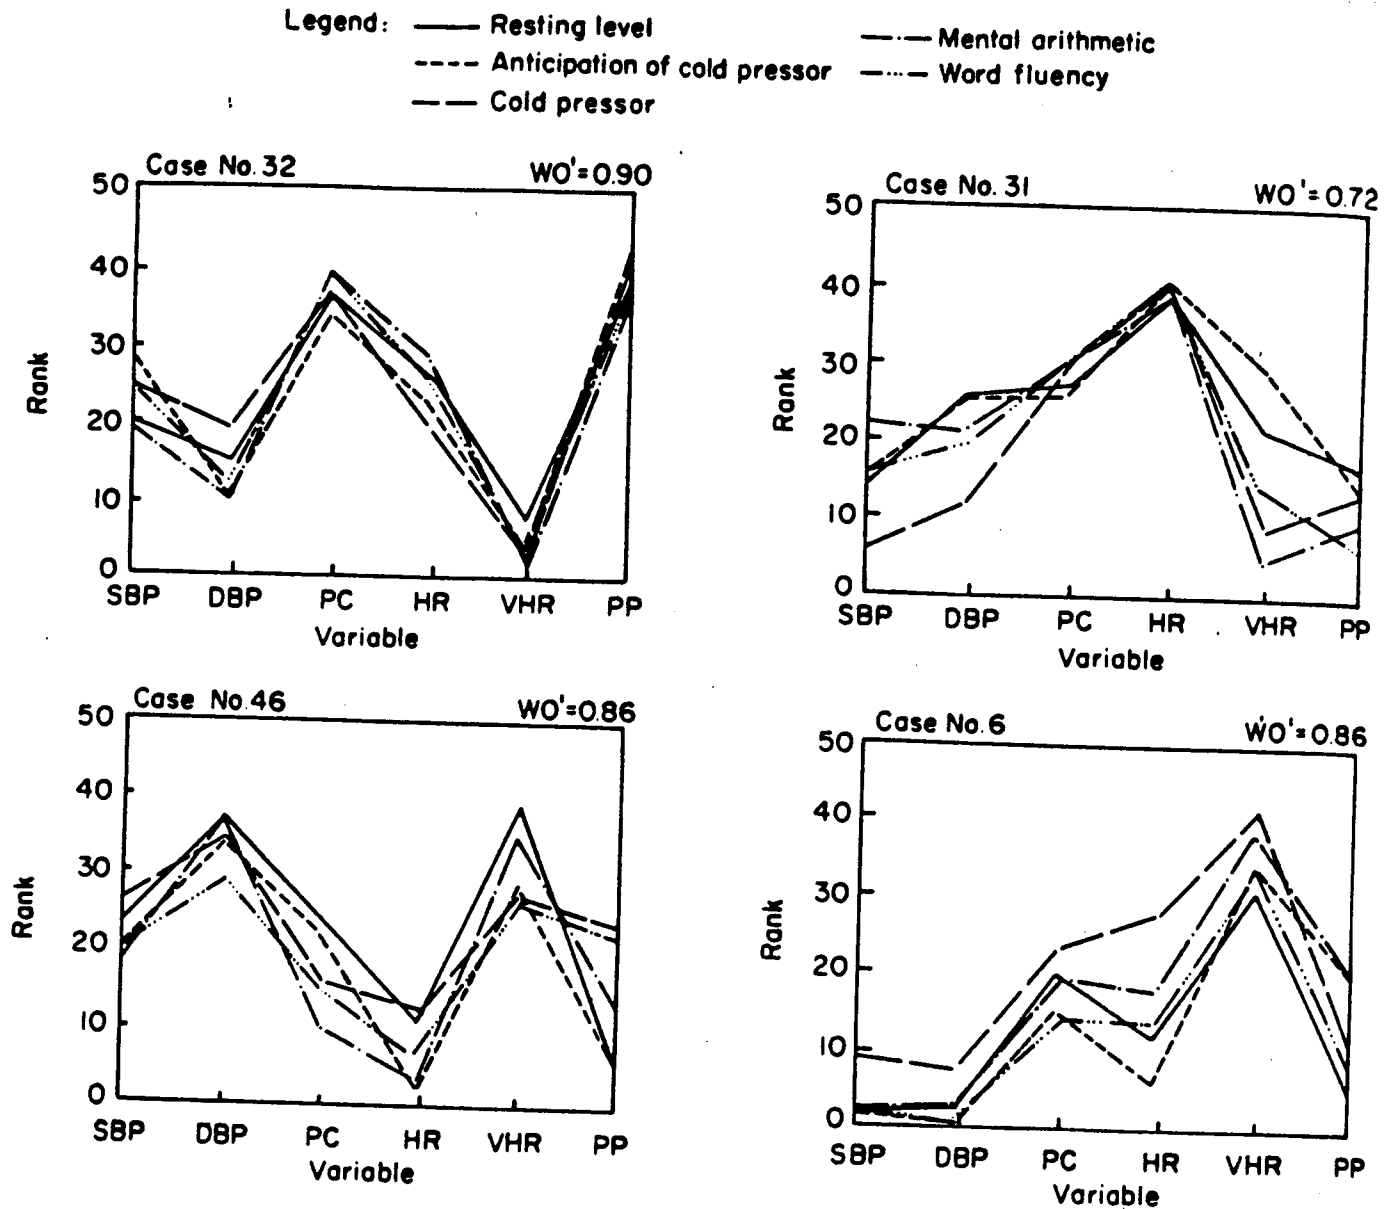 Legend: Resting level
Mental arithmetic
Anticipation of cold pressor
Word fluency
Cold pressor
Case No. 32 WO'=0.90
50
40
30
20
10
0
Rank
SBP DBP PC HR VHR PP
Variable
Case No. 31 WO'=0.72
50
40
30
20
10
0
Rank
SBP DBP PC HR VHR PP
Variable
Case No. 46 WO'=0.86
50
40
30
20
10
0
Rank
SBP DBP PC HR VHR PP
Variable
Case No. 6 WO'=0.86
50
40
30
20
10
0
Rank
SBP DBP PC HR VHR PP
Variable